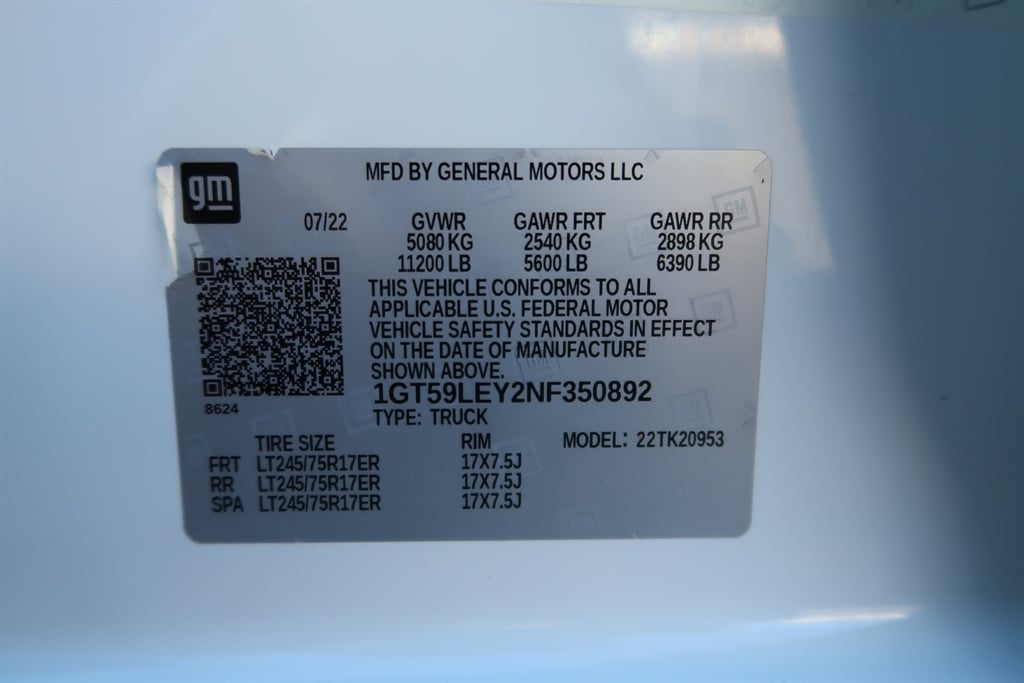 gm
MFD BY GENERAL MOTORS LLC
07/22 GVWR GAWR FRT GAWR RR
5080 KG 2540 KG 2898 KG
11200 LB 5600 LB 6390 LB
THIS VEHICLE CONFORMS TO ALL
APPLICABLE U.S. FEDERAL MOTOR
VEHICLE SAFETY STANDARDS IN EFFECT
ON THE DATE OF MANUFACTURE
SHOWN ABOVE.
1GT59LEY2NF350892
8624
TYPE: TRUCK
TIRE SIZE RIM MODEL: 22TK20953
FRT LT245/75R17ER 17X7.5J
RR LT245/75R17ER 17X7.5J
SPA LT245/75R17ER 17X7.5J